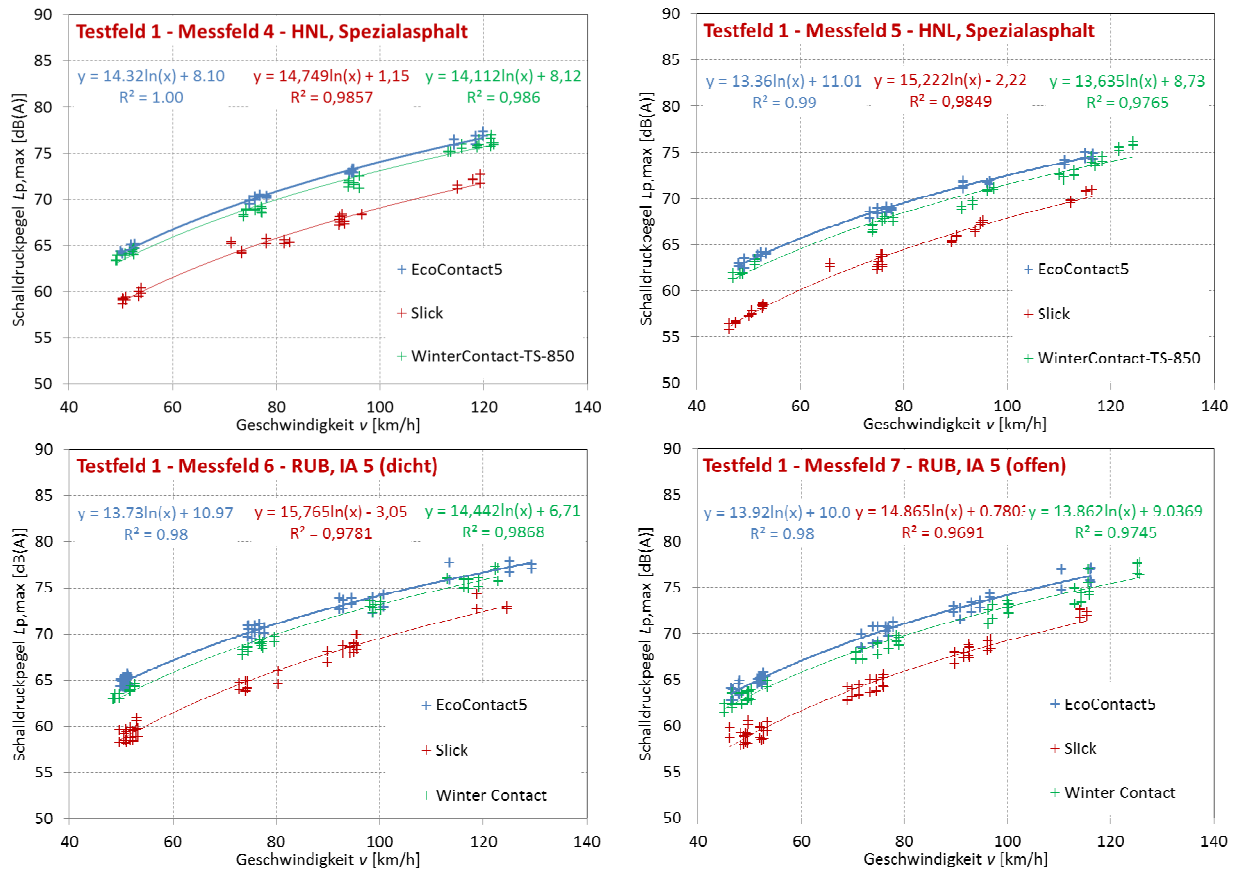 Testfeld 1 - Messfeld 4 - HNL, Spezialasphalt
y = 14.32ln(x) + 8.10 y = 14,749ln(x) + 1,15 y = 14,112ln(x) + 8,12
R² = 1.00 R² = 0,9857 R² = 0,986
Schalldruckpegel Lp,max [dB(A)]
90
85
80
75
70
65
60
55
50
EcoContact5
Slick
WinterContact-TS-850
40 60 80 100 120 140
Geschwindigkeit v [km/h]
Testfeld 1 - Messfeld 5 - HNL, Spezialasphalt
y = 13.36ln(x) + 11.01 y = 15,222ln(x) - 2,22 y = 13,635ln(x) + 8,73
R² = 0.99 R² = 0,9849 R² = 0,9765
Schalldruckpegel Lp,max [dB(A)]
90
85
80
75
70
65
60
55
50
EcoContact5
Slick
WinterContact-TS-850
40 60 80 100 120 140
Geschwindigkeit v [km/h]
Testfeld 1 - Messfeld 6 - RUB, IA 5 (dicht)
y = 13.73ln(x) + 10.97 y = 15,765ln(x) - 3,05 y = 14,442ln(x) + 6,71
R² = 0.98 R² = 0,9781 R² = 0,9868
Schalldruckpegel Lp,max [dB(A)]
90
85
80
75
70
65
60
55
50
EcoContact5
Slick
Winter Contact
40 60 80 100 120 140
Geschwindigkeit v [km/h]
Testfeld 1 - Messfeld 7 - RUB, IA 5 (offen)
y = 13.92ln(x) + 10.0 y = 14.865ln(x) + 0.7803 y = 13.862ln(x) + 9.0369
R² = 0.98 R² = 0.9691 R² = 0.9745
Schalldruckpegel Lp,max [dB(A)]
90
85
80
75
70
65
60
55
50
EcoContact5
Slick
Winter Contact
40 60 80 100 120 140
Geschwindigkeit v [km/h]